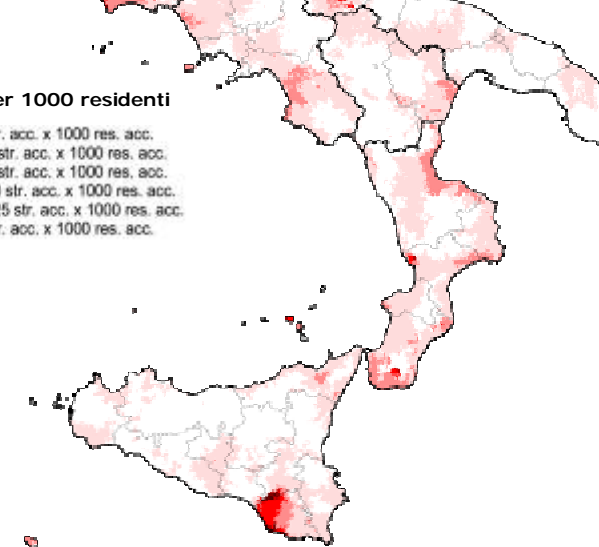 er 1000 residenti
r. acc. x 1000 res. acc.
str. acc. x 1000 res. acc.
str. acc. x 1000 res. acc.
str. acc. x 1000 res. acc.
25 str. acc. x 1000 res. acc.
r. acc. x 1000 res. acc.